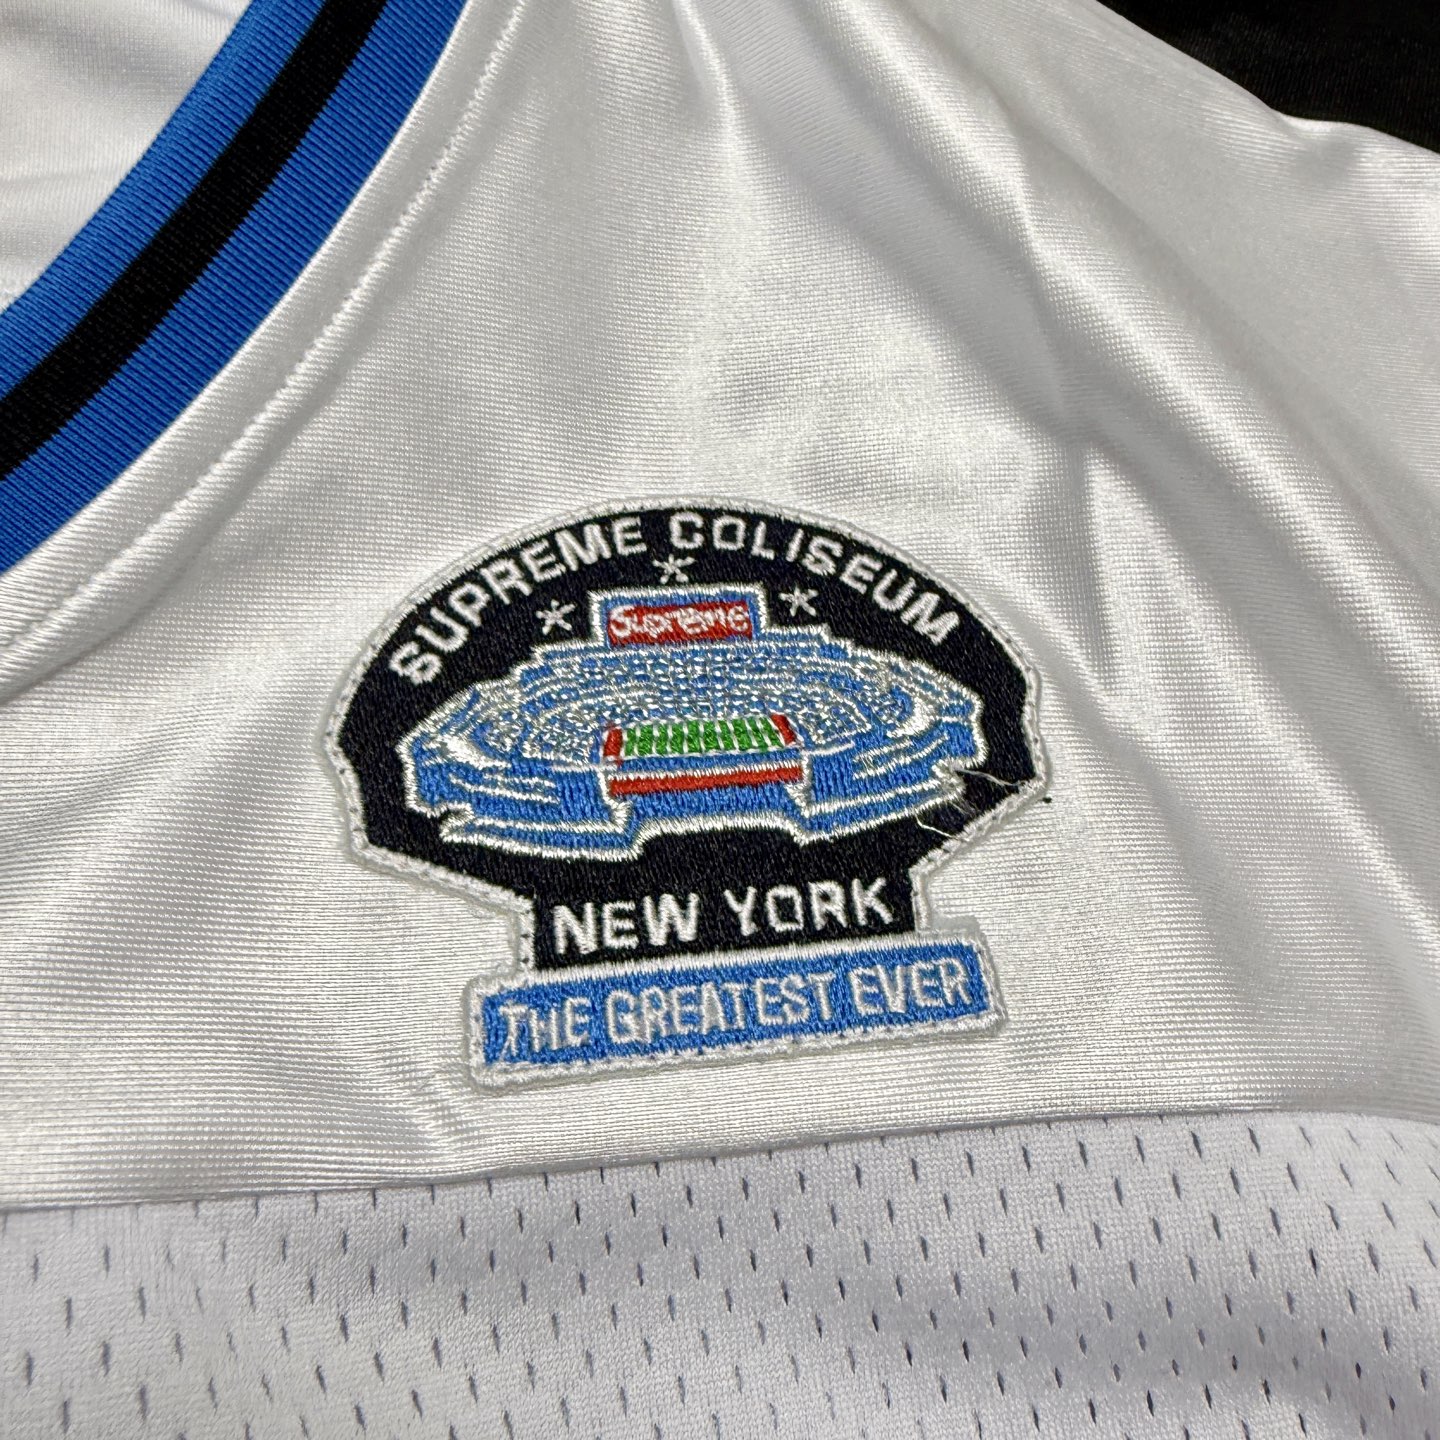 SUPREME COLISEUM
Supreme
NEW YORK
THE GREATEST EVER